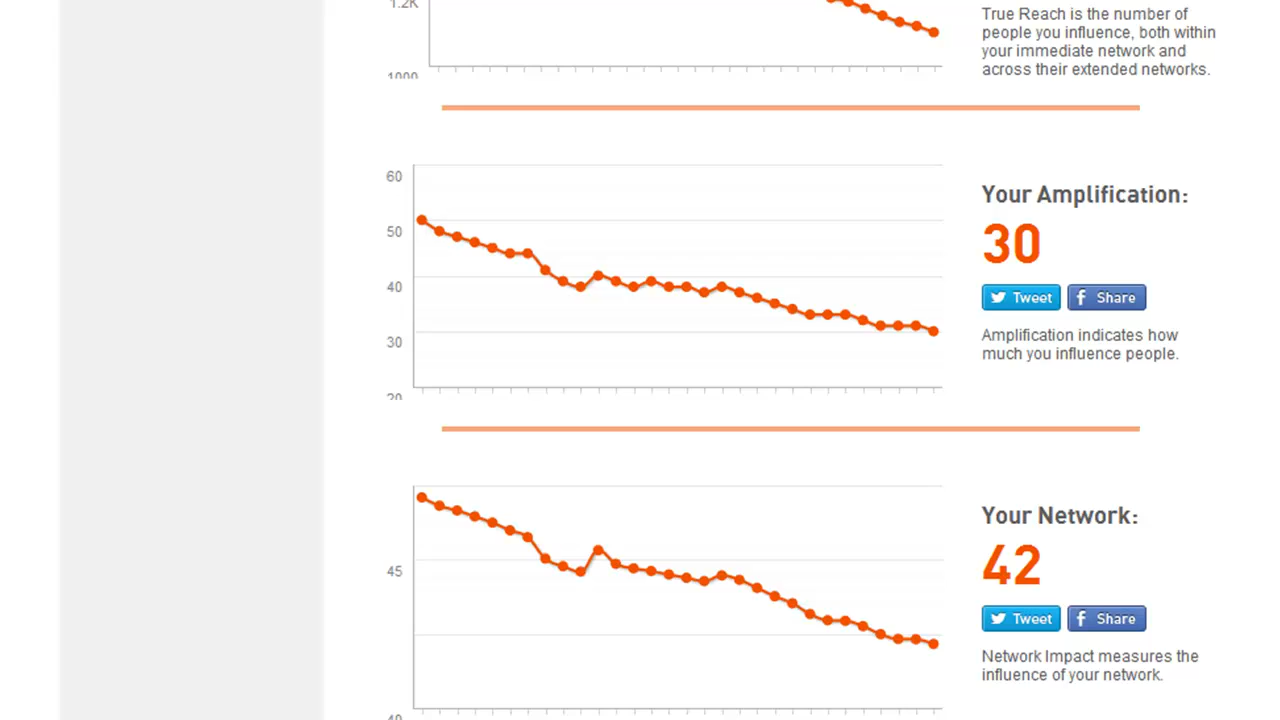 1.2K
1000
True Reach is the number of
people you influence, both within
your immediate network and
across their extended networks.
60
50
40
30
20
Your Amplification:
30
Tweet
Share
Amplification indicates how
much you influence people.
45
40
Your Network:
42
Tweet
Share
Network Impact measures the
influence of your network.